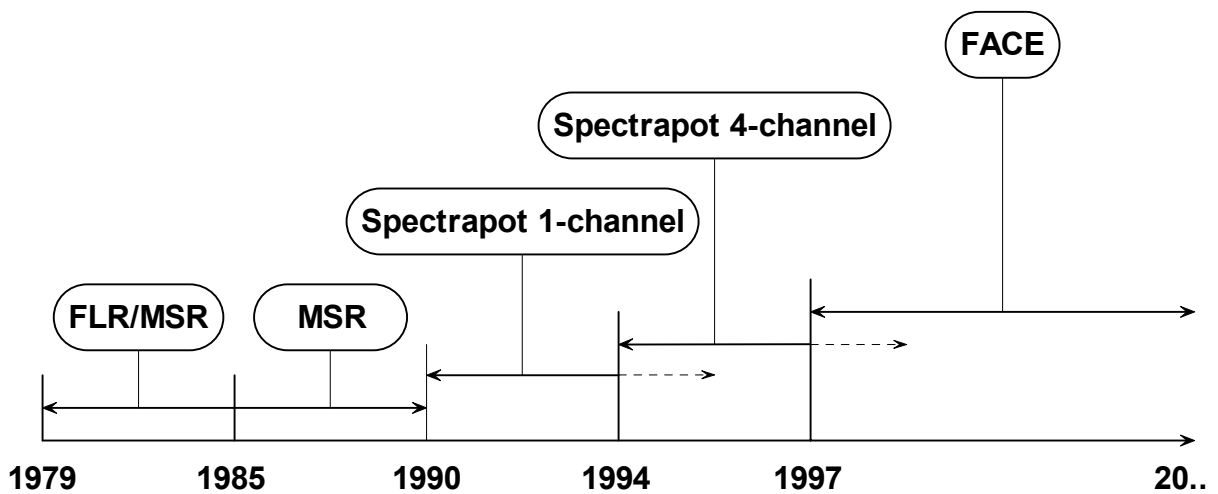 FACE
Spectrapot 4-channel
Spectrapot 1-channel
FLR/MSR MSR
1979 1985 1990 1994 1997 20..